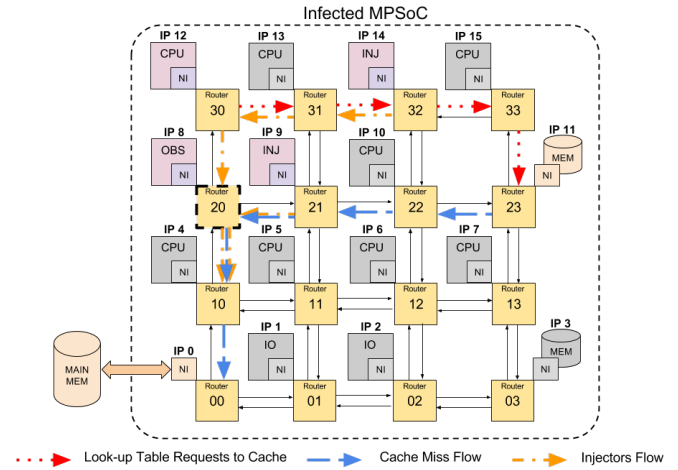 Infected MPSoC
IP 12
IP 13
IP 14
IP 15
CPU
CPU
INJ
CPU
NI
NI
NI
NI
Router
30
Router
31
Router
32
Router
33
IP 8
IP 9
IP 10
IP 11
OBS
INJ
CPU
MEM
NI
NI
NI
NI
Router
20
Router
21
Router
22
Router
23
IP 4
IP 5
IP 6
IP 7
CPU
CPU
CPU
CPU
NI
NI
NI
NI
Router
10
Router
11
Router
12
Router
13
IP 0
IP 1
IP 2
IP 3
IO
IO
MEM
MAIN
MEM
NI
NI
NI
NI
Router
00
Router
01
Router
02
Router
03
Look-up Table Requests to Cache
Cache Miss Flow
Injectors Flow